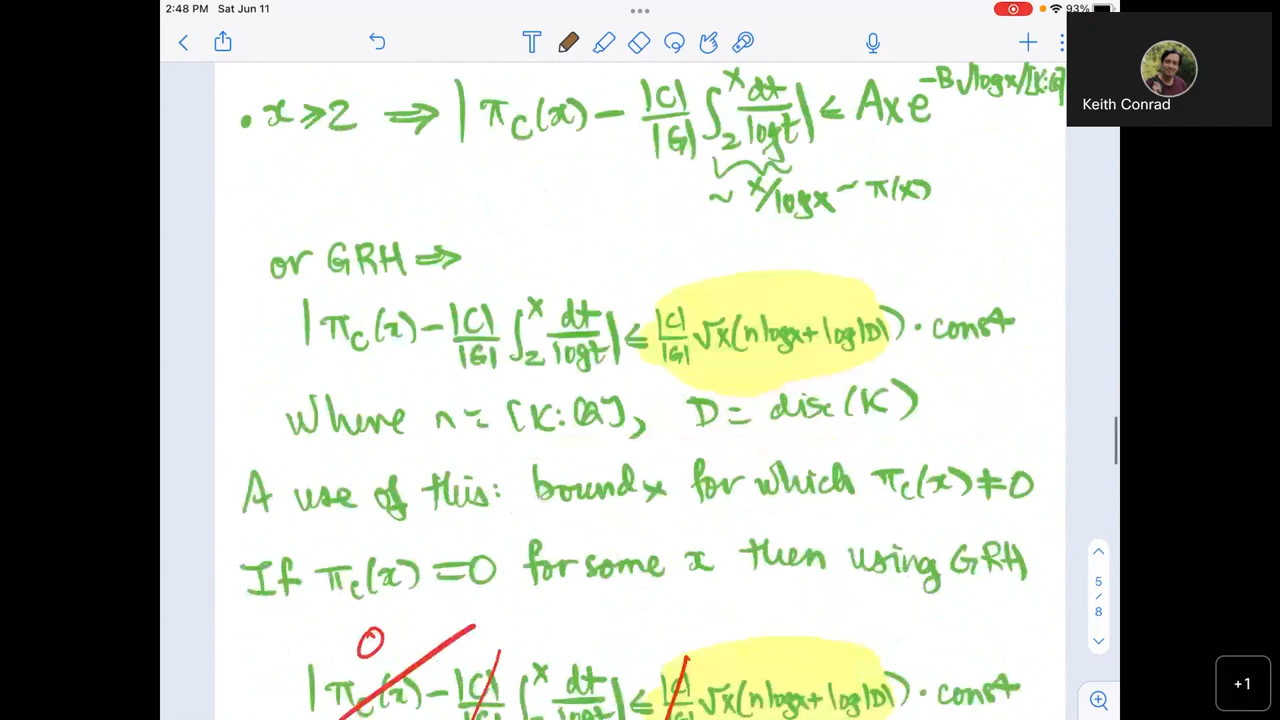 2:48 PM Sat Jun 11
93%
Keith Conrad
• x ≥ 2 ⟹ | π_C(x) − |C|/|G| ∫_2^x dt/log t | ≤ A x e^{−B√log x/[K:Q]}
~ x/log x ~ π(x)
or GRH ⟹
| π_C(x) − |C|/|G| ∫_2^x dt/log t | ≤ |C|/|G| √x (n log x + log|D|) · const
Where n = [K:Q], D = disc(K)
A use of this: bound x for which π_C(x) ≠ 0
If π_C(x) = 0 for some x then using GRH
0
| π_C(x) − |C|/|G| ∫_2^x dt/log t | ≤ |C|/|G| √x (n log x + log|D|) · const
T
5
/
8
+1